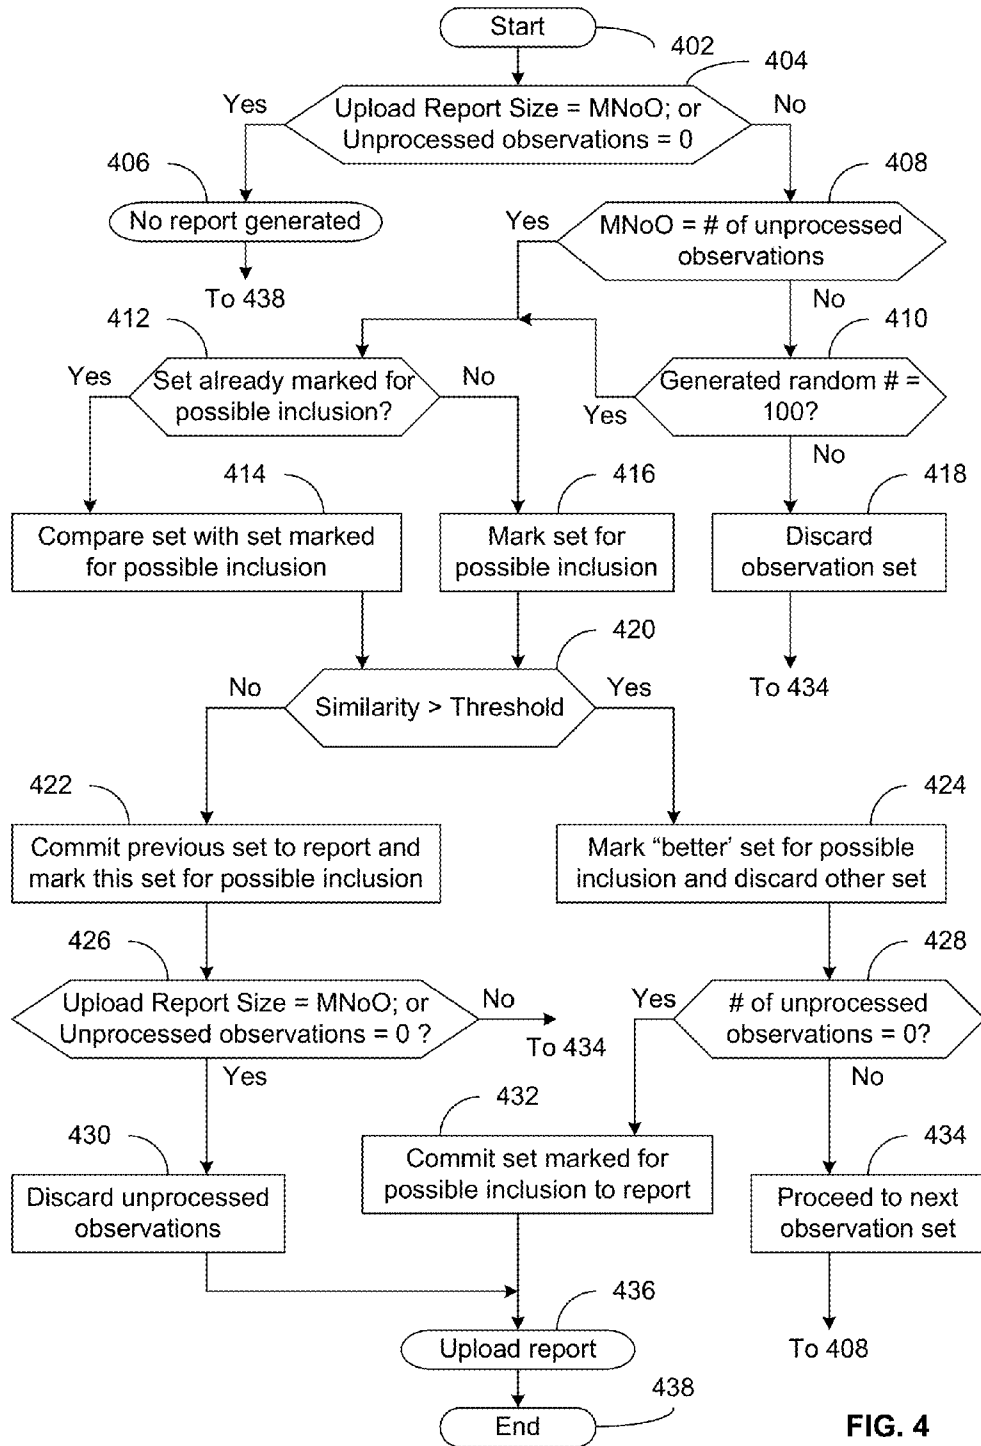 Start
402
404
Yes
Upload Report Size = MNoO; or
Unprocessed observations = 0
No
406
408
No report generated
Yes
MNoO = # of unprocessed
observations
To 438
No
412
410
Yes
Set already marked for
possible inclusion?
No
Generated random # =
100?
Yes
No
414
416
418
Compare set with set marked
for possible inclusion
Mark set for
possible inclusion
Discard
observation set
420
No
Similarity > Threshold
Yes
To 434
422
424
Commit previous set to report and
mark this set for possible inclusion
Mark “better’ set for possible
inclusion and discard other set
426
428
Upload Report Size = MNoO; or
Unprocessed observations = 0 ?
No
Yes
# of unprocessed
observations = 0?
To 434
Yes
No
432
430
434
Discard unprocessed
observations
Commit set marked for
possible inclusion to report
Proceed to next
observation set
436
Upload report
To 408
438
End
FIG. 4